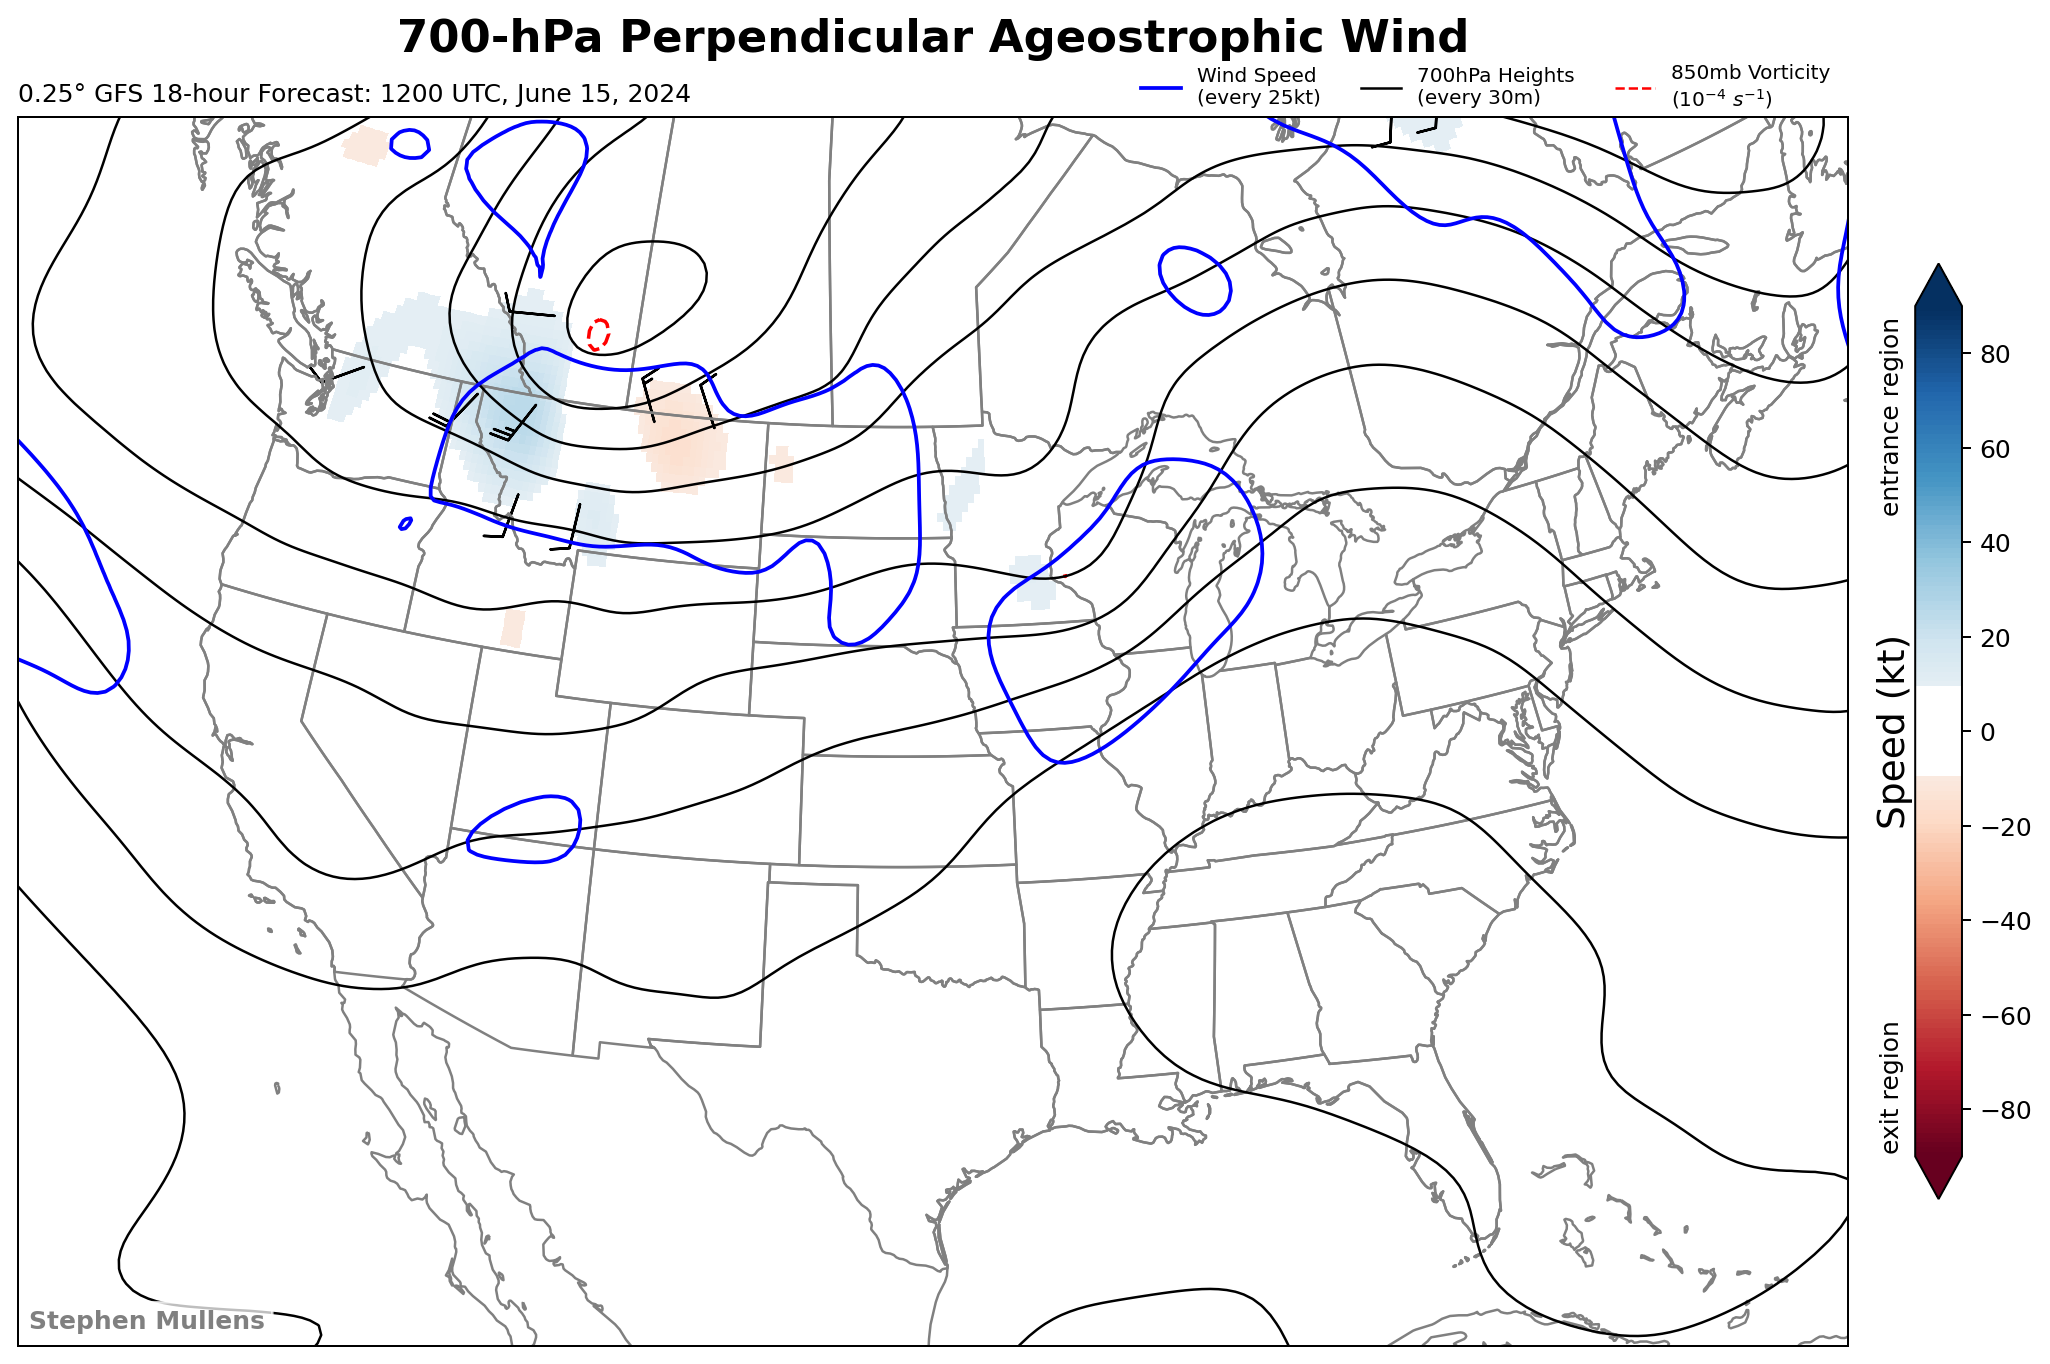 700-hPa Perpendicular Ageostrophic Wind
0.25° GFS 18-hour Forecast: 1200 UTC, June 15, 2024
Wind Speed
(every 25kt)
700hPa Heights
(every 30m)
850mb Vorticity
(10⁻⁴ s⁻¹)
entrance region
Speed (kt)
exit region
80
60
40
20
0
−20
−40
−60
−80
Stephen Mullens